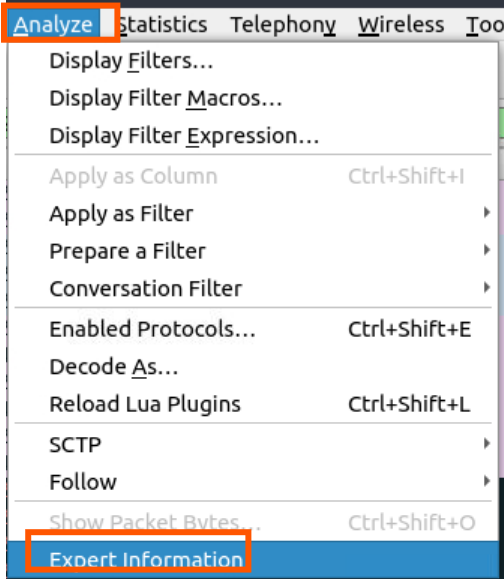 Analyze Statistics Telephony Wireless Too
Display Filters...
Display Filter Macros...
Display Filter Expression...
Apply as Column Ctrl+Shift+I
Apply as Filter
Prepare a Filter
Conversation Filter
Enabled Protocols... Ctrl+Shift+E
Decode As...
Reload Lua Plugins Ctrl+Shift+L
SCTP
Follow
Show Packet Bytes... Ctrl+Shift+O
Expert Information